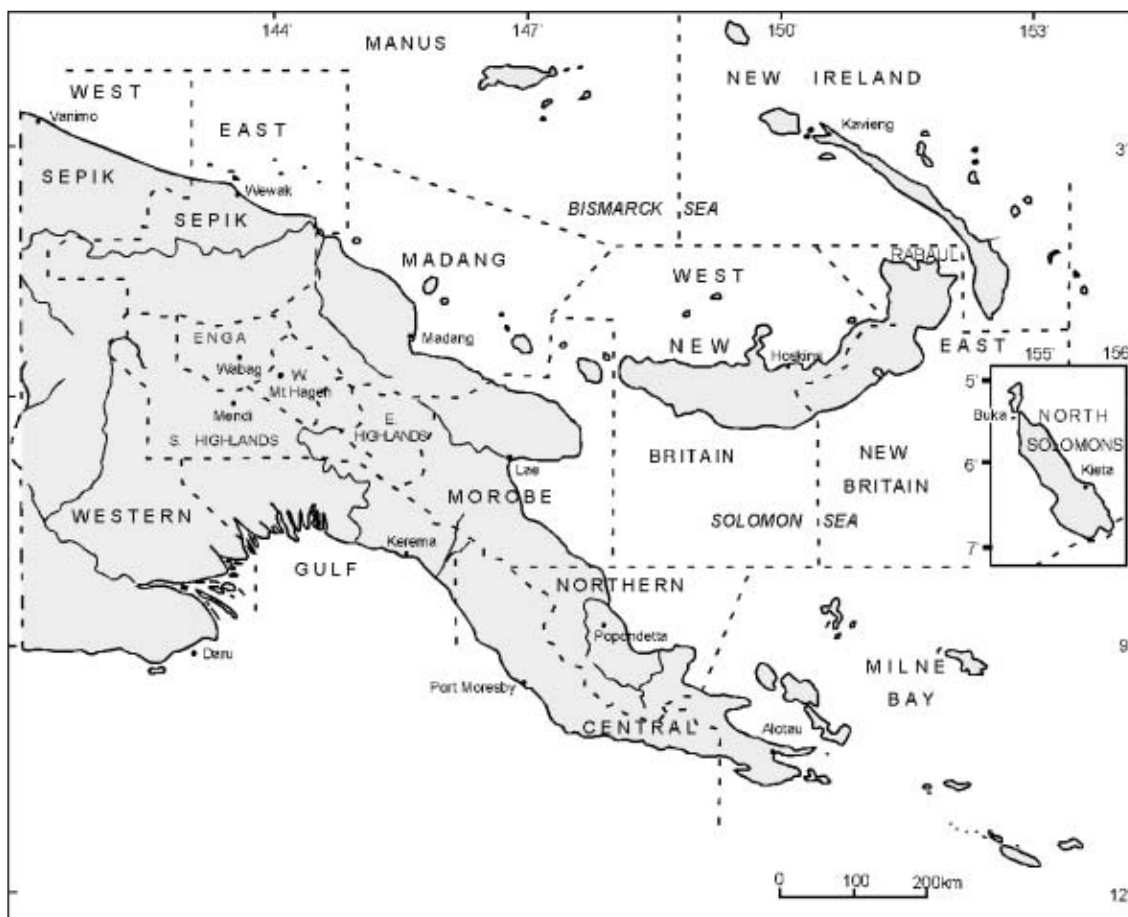 144'
147'
150'
153'
MANUS
WEST
NEW IRELAND
Vanimo
EAST
Kavieng
3'
SEPIK
Wewak
SEPIK
BISMARCK SEA
MADANG
WEST
RABAUL
ENGA
Madang
NEW
EAST
Wabag
W.
Hoskins
155'
156
Mt Hagen
5'
Mendi
E.
HIGHLANDS
Buka
NORTH
S. HIGHLANDS
SOLOMONS
Lae
BRITAIN
NEW
BRITAIN
6'
Kieta
WESTERN
MOROBE
SOLOMON SEA
Kerema
7'
GULF
NORTHERN
Popondetta
Daru
9
Port Moresby
MILNE
BAY
CENTRAL
Alotau
0 100 200km
12